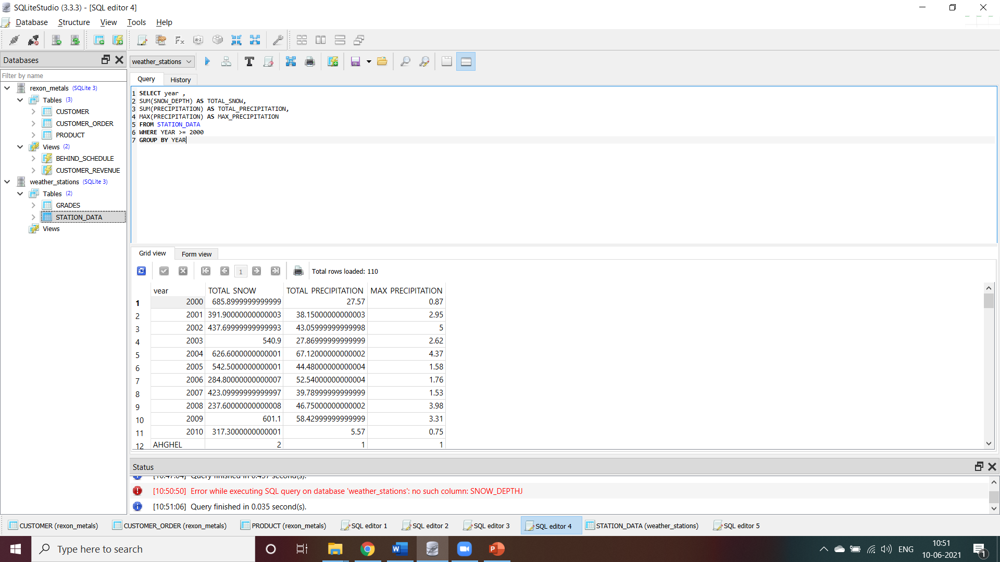 SQLiteStudio (3.3.3) - [SQL editor 4]
Database Structure View Tools Help
Databases
weather_stations
Filter by name
rexon_metals (SQLite 3)
Tables (3)
CUSTOMER
CUSTOMER_ORDER
PRODUCT
Views (2)
BEHIND_SCHEDULE
CUSTOMER_REVENUE
weather_stations (SQLite 3)
Tables (2)
GRADES
STATION_DATA
Views
Query History
1 SELECT year ,
2 SUM(SNOW_DEPTH) AS TOTAL_SNOW,
3 SUM(PRECIPITATION) AS TOTAL_PRECIPITATION,
4 MAX(PRECIPITATION) AS MAX_PRECIPITATION
5 FROM STATION_DATA
6 WHERE YEAR >= 2000
7 GROUP BY YEAR
Grid view Form view
1 Total rows loaded: 110
year TOTAL_SNOW TOTAL_PRECIPITATION MAX_PRECIPITATION
1 2000 685.8999999999999 27.57 0.87
2 2001 391.90000000000003 38.15000000000003 2.95
3 2002 437.69999999999993 43.05999999999998 5
4 2003 540.9 27.86999999999999 2.62
5 2004 626.6000000000001 67.12000000000002 4.37
6 2005 542.5000000000001 44.48000000000004 1.58
7 2006 284.80000000000007 52.54000000000004 1.76
8 2007 423.09999999999997 39.78999999999999 1.53
9 2008 237.60000000000008 46.75000000000002 3.98
10 2009 601.1 58.42999999999999 3.31
11 2010 317.3000000000001 5.57 0.75
12 AHGHEL 2 1 1
Status
[10:47:04] Query finished in 0.457 second(s).
[10:50:50] Error while executing SQL query on database 'weather_stations': no such column: SNOW_DEPTHJ
[10:51:06] Query finished in 0.035 second(s).
CUSTOMER (rexon_metals) CUSTOMER_ORDER (rexon_metals) PRODUCT (rexon_metals) SQL editor 1 SQL editor 2 SQL editor 3 SQL editor 4 STATION_DATA (weather_stations) SQL editor 5
Type here to search
ENG
10:51
10-06-2021
1